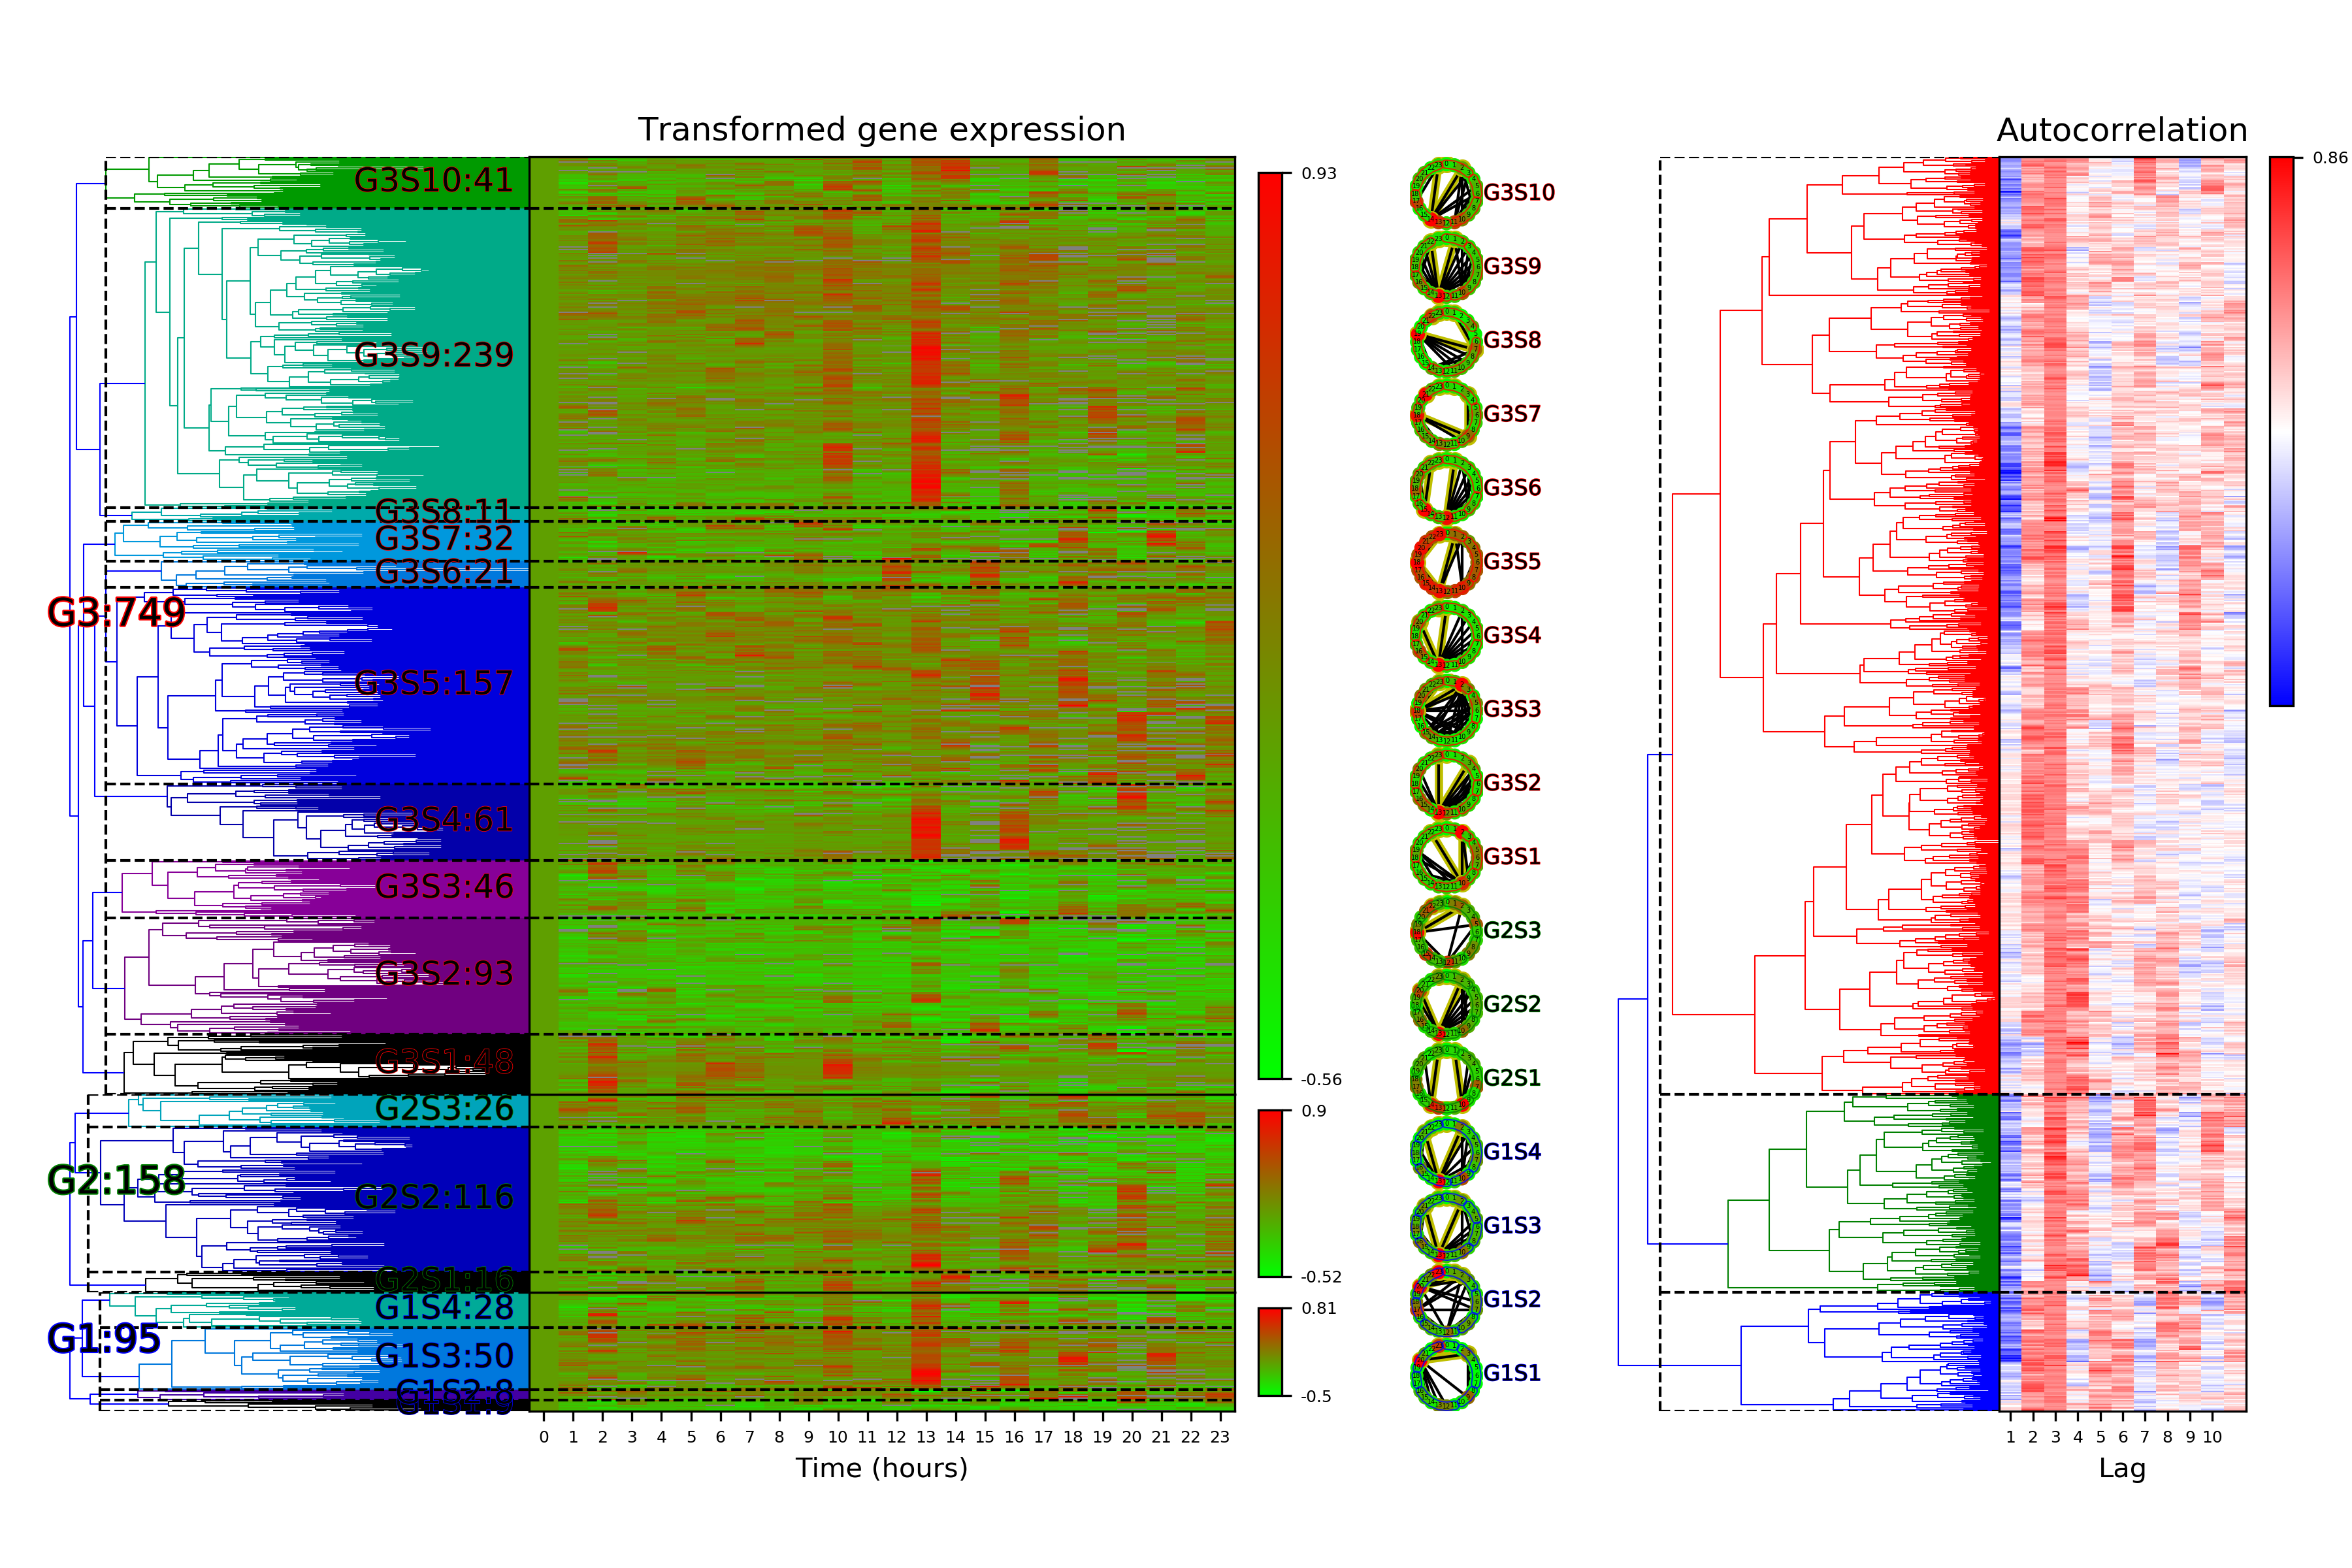 Transformed gene expression
Autocorrelation
G3S10:41
G3S9:239
G3S8:11
G3S7:32
G3S6:21
G3:749
G3S5:157
G3S4:61
G3S3:46
G3S2:93
G3S1:48
G2S3:26
G2:158
G2S2:116
G2S1:16
G1S4:28
G1:95
G1S3:50
G1S2:8
0 1 2 3 4 5 6 7 8 9 10 11 12 13 14 15 16 17 18 19 20 21 22 23
Time (hours)
0.93
-0.56
0.9
-0.52
0.81
-0.5
G3S10
G3S9
G3S8
G3S7
G3S6
G3S5
G3S4
G3S3
G3S2
G3S1
G2S3
G2S2
G2S1
G1S4
G1S3
G1S2
G1S1
0.86
1 2 3 4 5 6 7 8 9 10
Lag